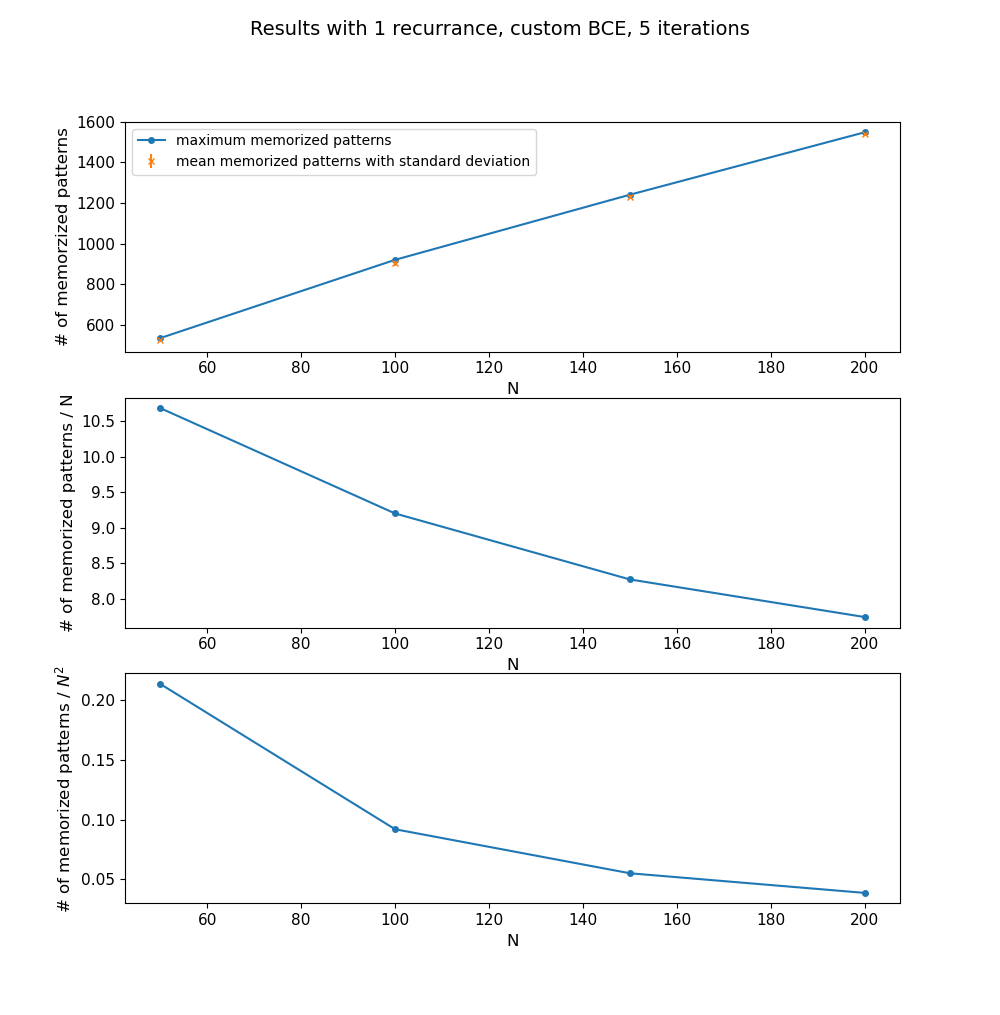 Results with 1 recurrance, custom BCE, 5 iterations
# of memorzized patterns
1600
1400
1200
1000
800
600
maximum memorized patterns
mean memorized patterns with standard deviation
60 80 100 120 140 160 180 200
N
# of memorized patterns / N
10.5
10.0
9.5
9.0
8.5
8.0
60 80 100 120 140 160 180 200
N
# of memorized patterns / N²
0.20
0.15
0.10
0.05
60 80 100 120 140 160 180 200
N